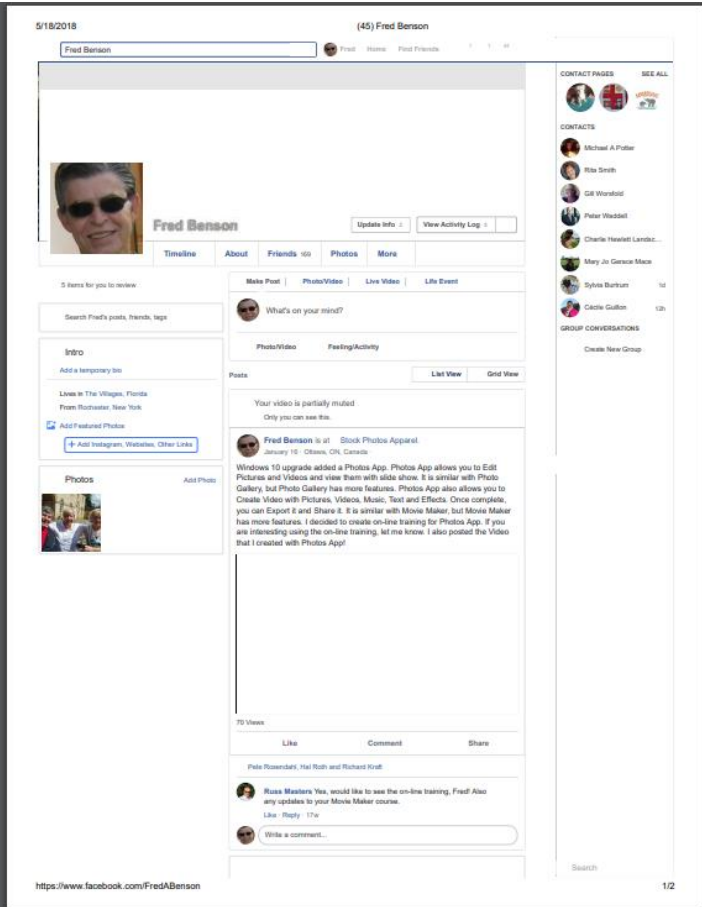 5/18/2018
(45) Fred Benson
Fred Benson
Fred
Home
Find Friends
CONTACT PAGES
SEE ALL
CONTACTS
Michael A Potter
Rita Smith
Gill Worsfold
Peter Waddell
Charlie Hewlett Landsc...
Mary Jo Gerace Mace
Sylvia Burtrum 1d
Cécile Guillon 12h
GROUP CONVERSATIONS
Create New Group
Fred Benson
Update Info
View Activity Log
Timeline
About
Friends 169
Photos
More
5 items for you to review
Search Fred's posts, friends, tags
Intro
Add a temporary bio
Lives in The Villages, Florida
From Rochester, New York
Add Featured Photos
+ Add Instagram, Websites, Other Links
Photos
Add Photo
Make Post
Photo/Video
Live Video
Life Event
What's on your mind?
Photo/Video
Feeling/Activity
Posts
List View
Grid View
Your video is partially muted
Only you can see this.
Fred Benson is at Stock Photos Apparel.
January 16 · Ottawa, ON, Canada ·
Windows 10 upgrade added a Photos App. Photos App allows you to Edit
Pictures and Videos and view them with slide show. It is similar with Photo
Gallery, but Photo Gallery has more features. Photos App also allows you to
Create Video with Pictures, Videos, Music, Text and Effects. Once complete,
you can Export it and Share it. It is similar with Movie Maker, but Movie Maker
has more features. I decided to create on-line training for Photos App. If you
are interesting using the on-line training, let me know. I also posted the Video
that I created with Photos App!
70 Views
Like
Comment
Share
Pete Rosendahl, Hal Roth and Richard Kraft
Russ Masters Yes, would like to see the on-line training, Fred! Also
any updates to your Movie Maker course.
Like · Reply · 17w
Write a comment...
Search
https://www.facebook.com/FredABenson
1/2